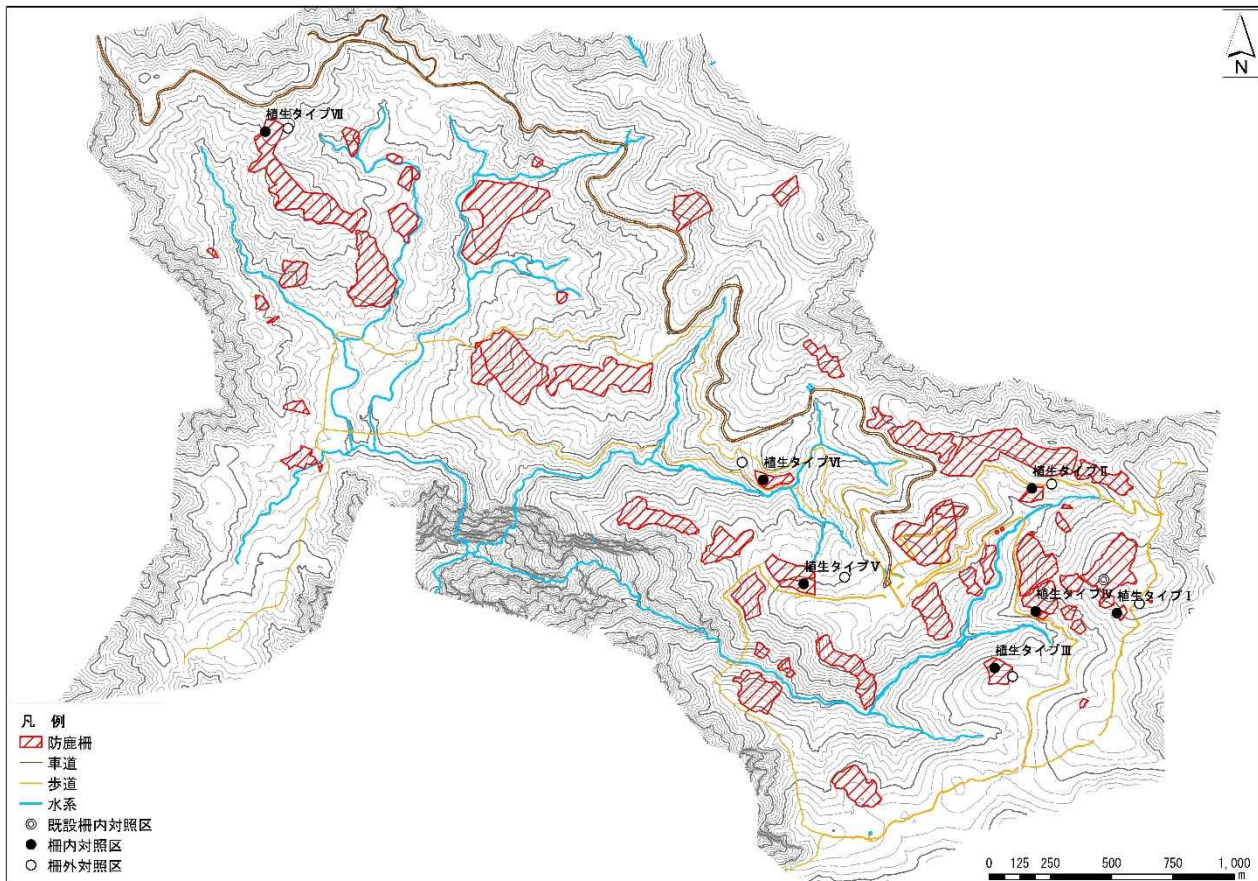 N
植生タイプⅦ
植生タイプⅥ
植生タイプⅡ
植生タイプⅤ
植生タイプⅣ
植生タイプⅠ
植生タイプⅢ
凡 例
防鹿柵
車道
歩道
水系
既設柵内対照区
柵内対照区
柵外対照区
0 125 250 500 750 1,000
m